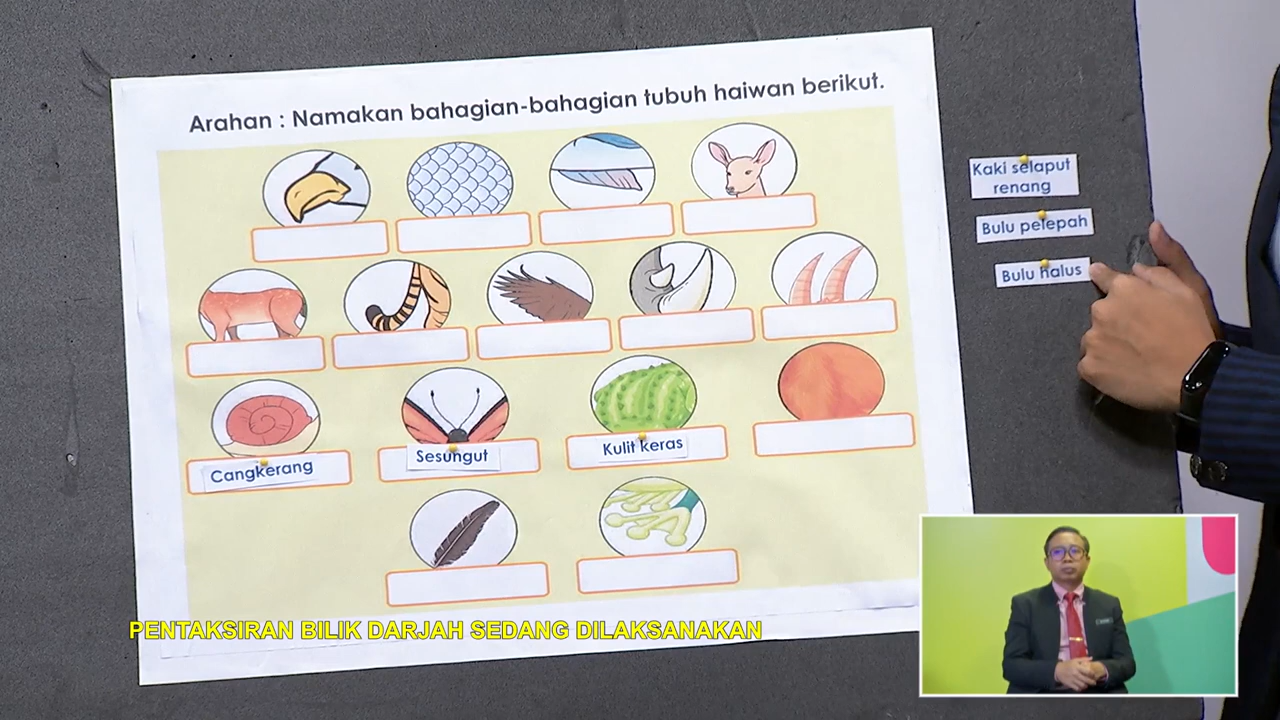 Arahan : Namakan bahagian-bahagian tubuh haiwan berikut.
Kaki selaput
renang
Bulu pelepah
Bulu halus
Cangkerang
Sesungut
Kulit keras
PENTAKSIRAN BILIK DARJAH SEDANG DILAKSANAKAN